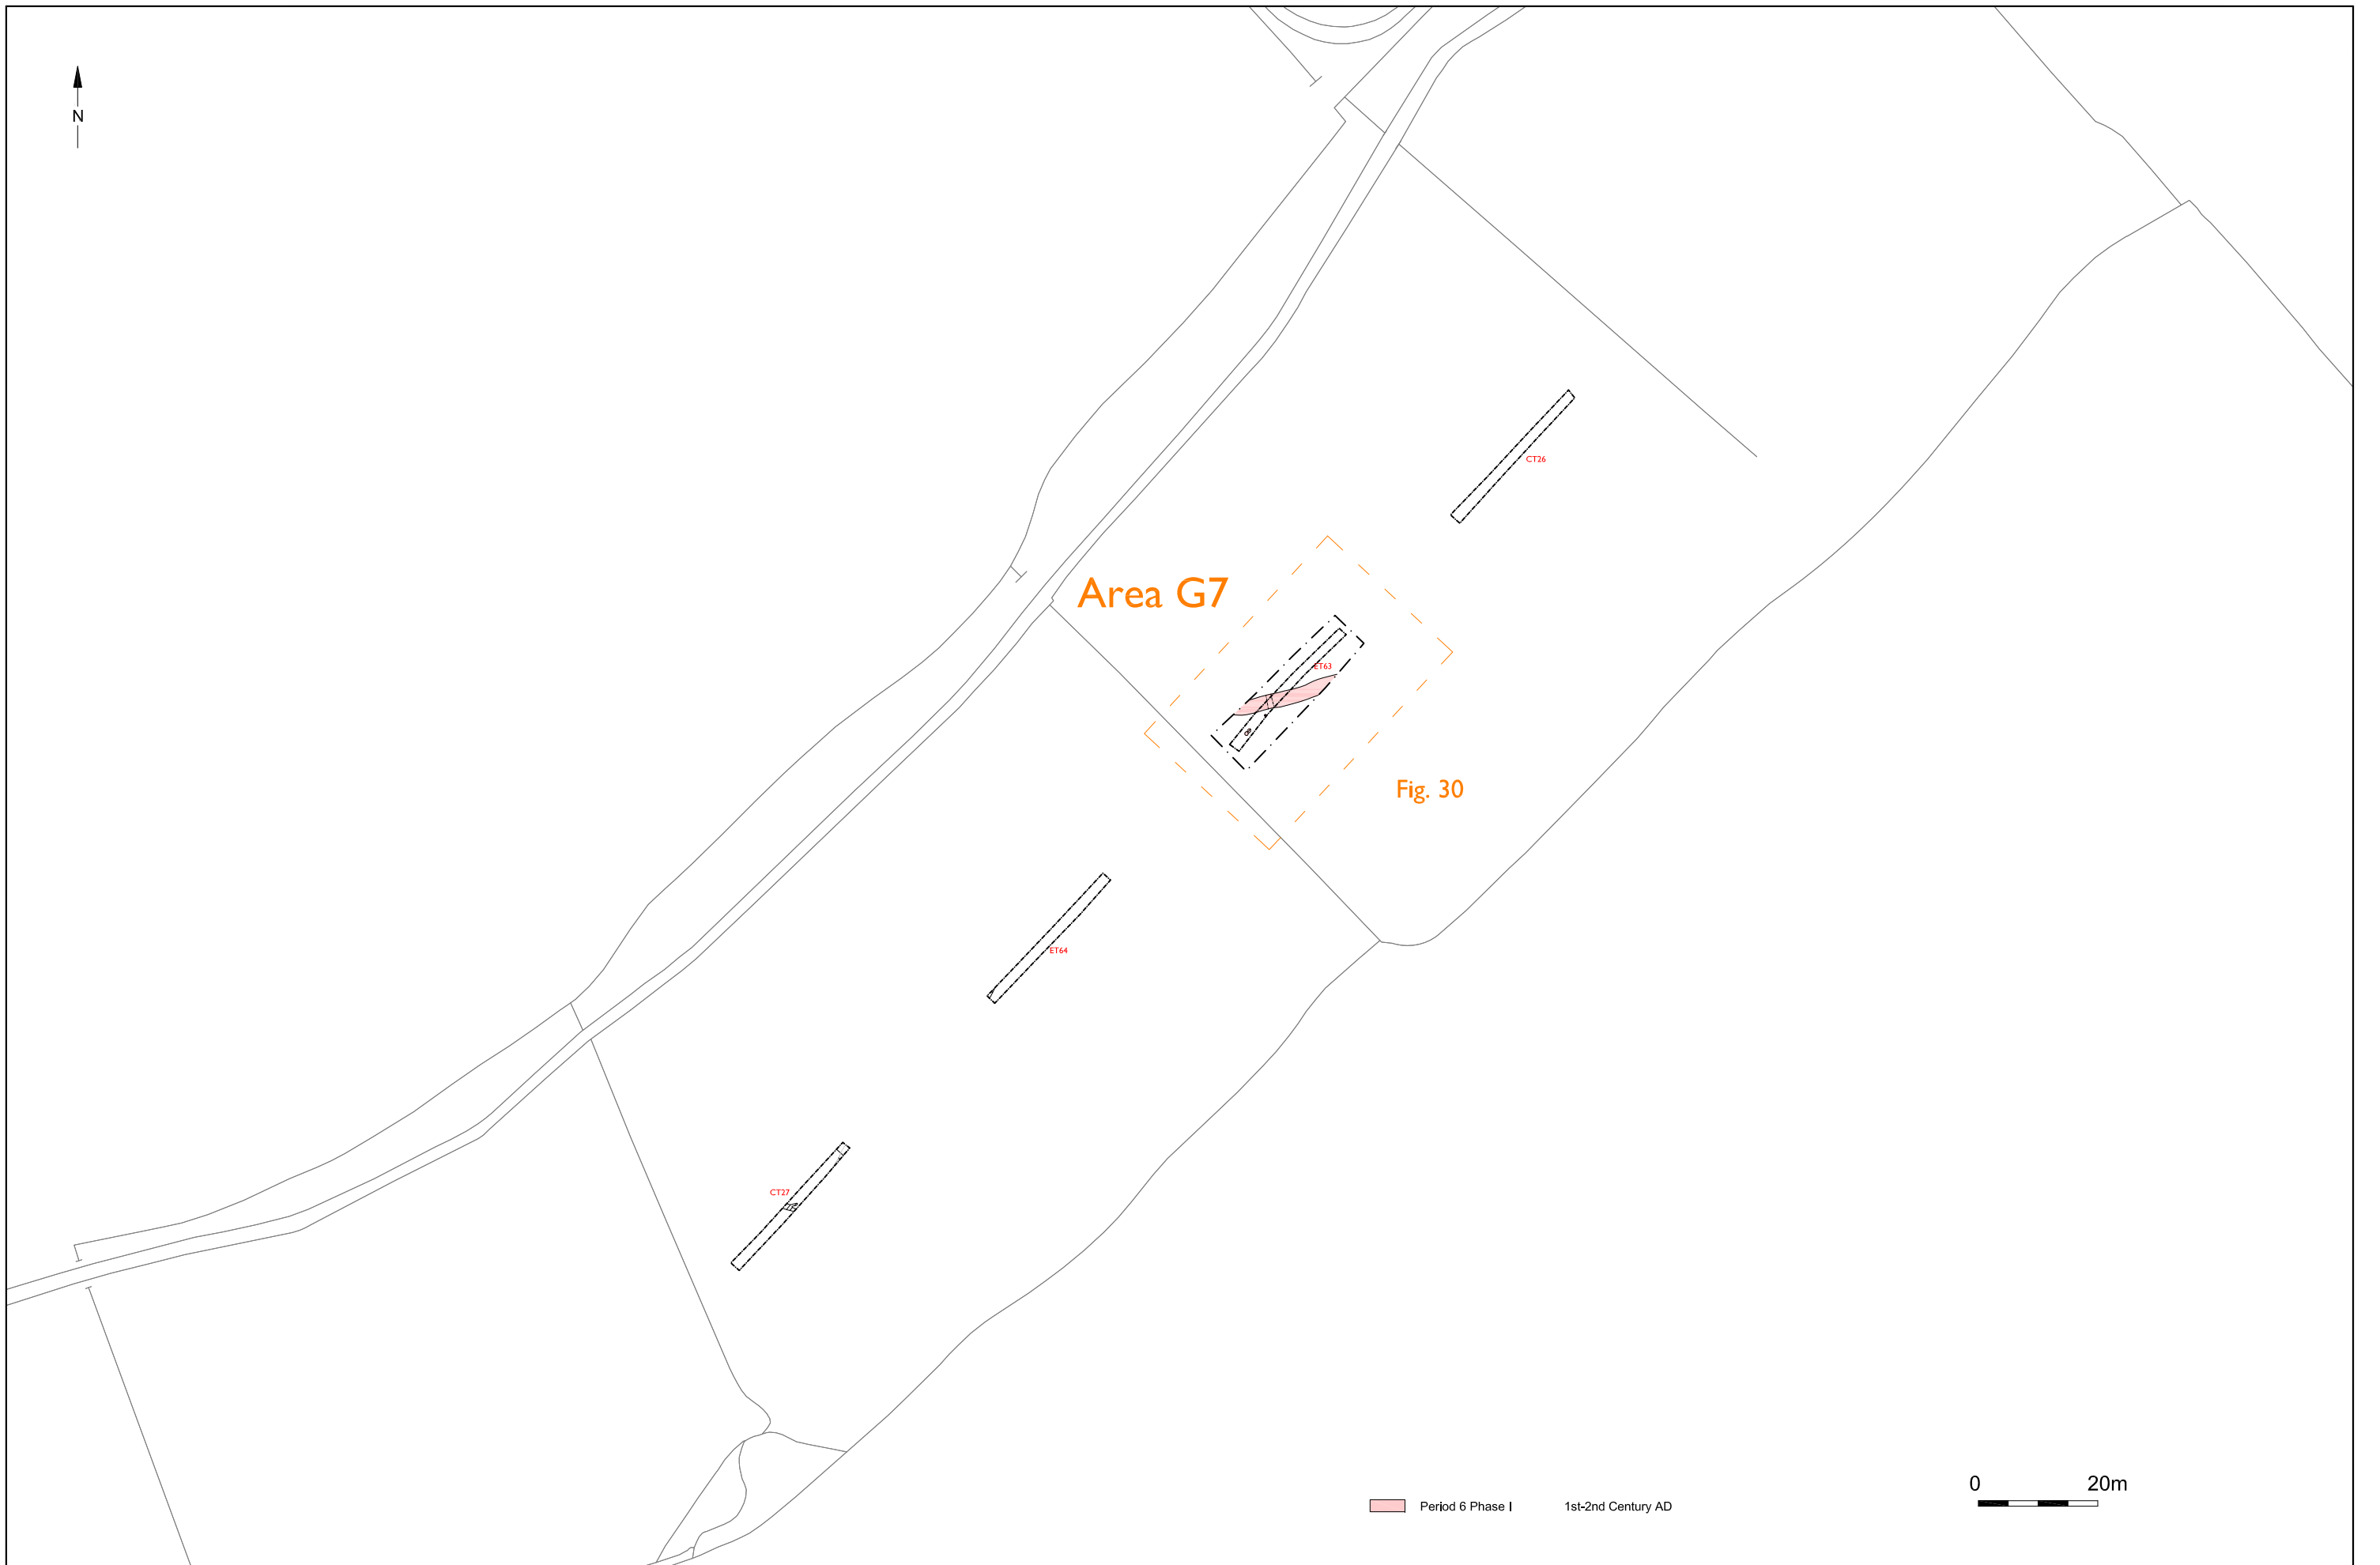 N
CT26
Area G7
ET63
Fig. 30
ET64
CT27
0 20m
Period 6 Phase I 1st-2nd Century AD